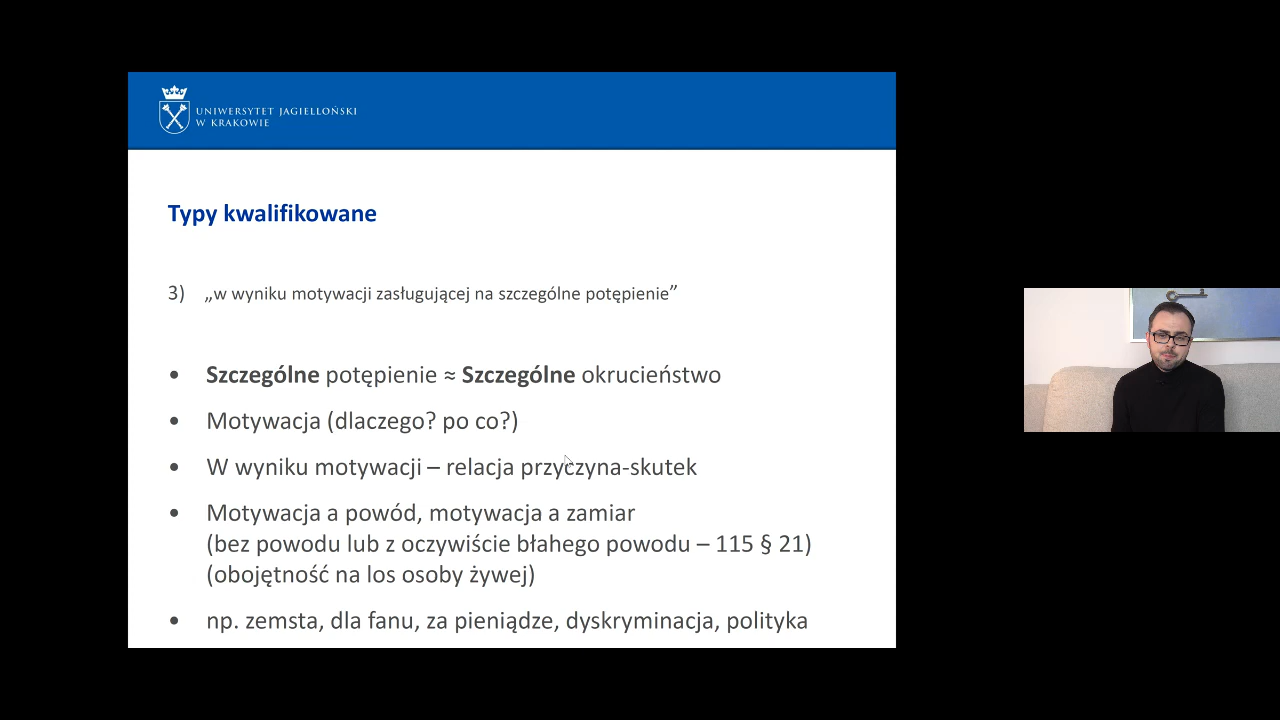 UNIWERSYTET JAGIELLOŃSKI
W KRAKOWIE
Typy kwalifikowane
3) „w wyniku motywacji zasługującej na szczególne potępienie”
• Szczególne potępienie ≈ Szczególne okrucieństwo
• Motywacja (dlaczego? po co?)
• W wyniku motywacji – relacja przyczyna-skutek
• Motywacja a powód, motywacja a zamiar
(bez powodu lub z oczywiście błahego powodu – 115 § 21)
(obojętność na los osoby żywej)
• np. zemsta, dla fanu, za pieniądze, dyskryminacja, polityka